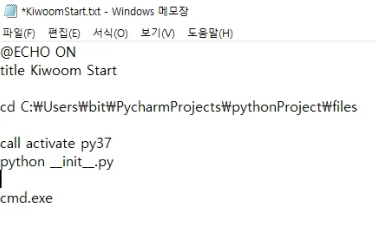 *KiwoomStart.txt - Windows 메모장
파일(F) 편집(E) 서식(O) 보기(V) 도움말(H)
@ECHO ON
title Kiwoom Start
cd C:₩Users₩bit₩PycharmProjects₩pythonProject₩files
call activate py37
python __init__.py
cmd.exe